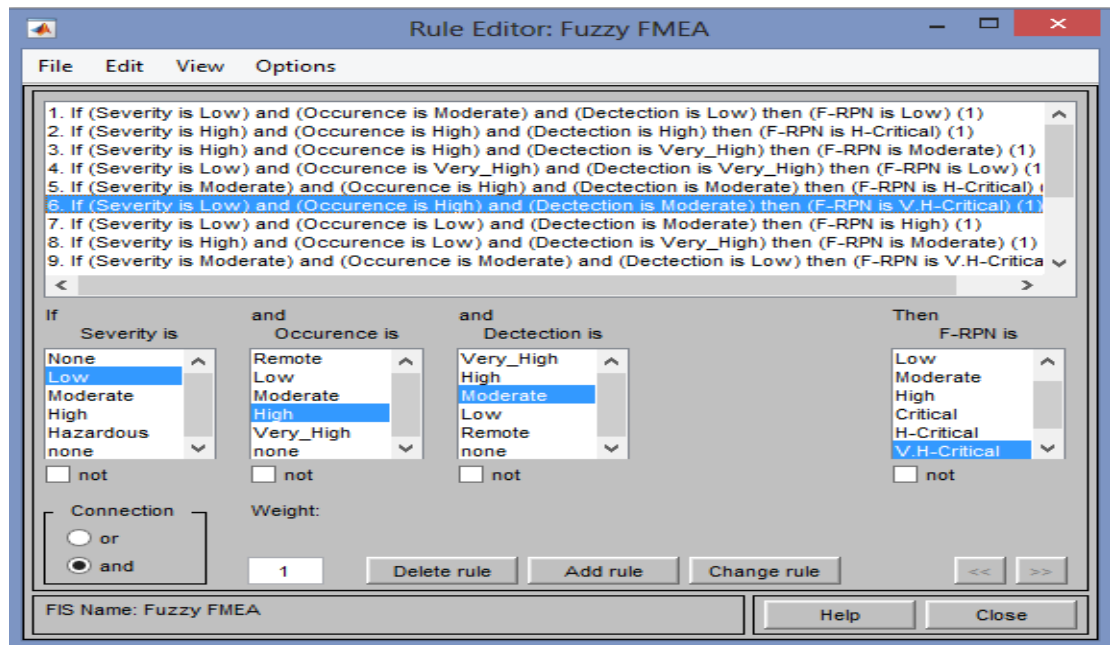 Rule Editor: Fuzzy FMEA
File Edit View Options
1. If (Severity is Low) and (Occurence is Moderate) and (Dectection is Low) then (F-RPN is Low) (1)
2. If (Severity is High) and (Occurence is High) and (Dectection is High) then (F-RPN is H-Critical) (1)
3. If (Severity is High) and (Occurence is High) and (Dectection is Very_High) then (F-RPN is Moderate) (1)
4. If (Severity is Low) and (Occurence is Very_High) and (Dectection is Very_High) then (F-RPN is Low) (1
5. If (Severity is Moderate) and (Occurence is High) and (Dectection is Moderate) then (F-RPN is H-Critical) (
6. If (Severity is Low) and (Occurence is High) and (Dectection is Moderate) then (F-RPN is V.H-Critical) (1)
7. If (Severity is Low) and (Occurence is Low) and (Dectection is Moderate) then (F-RPN is High) (1)
8. If (Severity is High) and (Occurence is Low) and (Dectection is Very_High) then (F-RPN is Moderate) (1)
9. If (Severity is Moderate) and (Occurence is Moderate) and (Dectection is Low) then (F-RPN is V.H-Critica
If and and Then
Severity is Occurence is Dectection is F-RPN is
None Remote Very_High Low
Low Low High Moderate
Moderate Moderate Moderate High
High High Low Critical
Hazardous Very_High Remote H-Critical
none none none V.H-Critical
not not not not
Connection Weight:
or
and 1 Delete rule Add rule Change rule << >>
FIS Name: Fuzzy FMEA Help Close